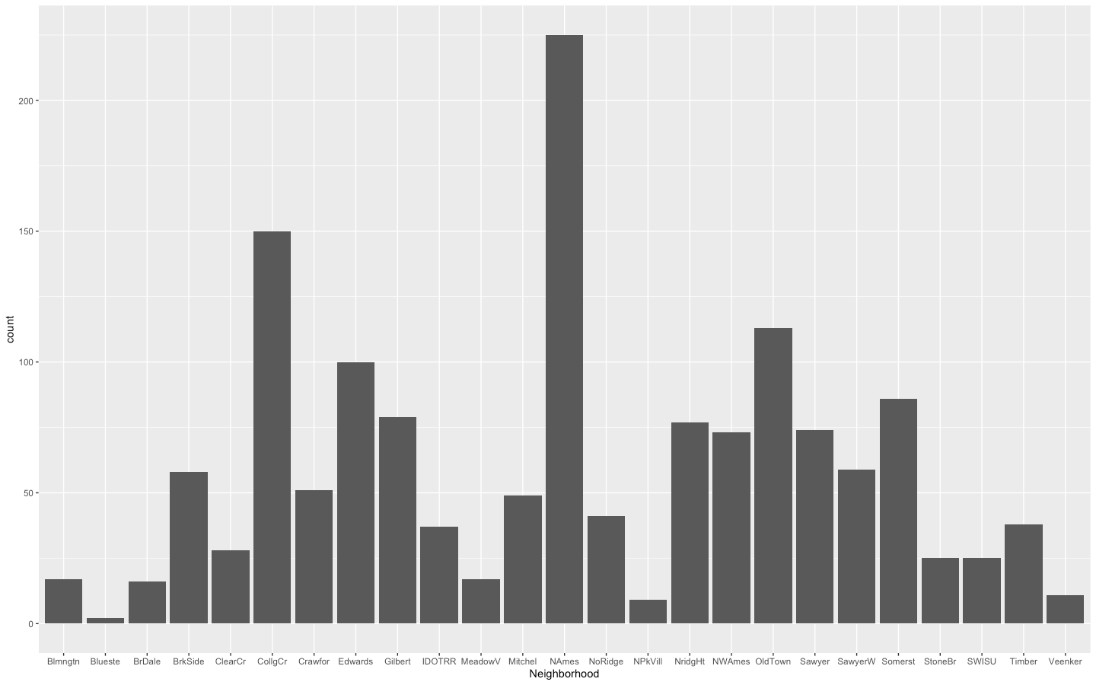 200
150
count
100
50
0
Blmngtn Blueste BrDale BrkSide ClearCr CollgCr Crawfor Edwards Gilbert IDOTRR MeadowV Mitchel NAmes NoRidge NPkVill NridgHt NWAmes OldTown Sawyer SawyerW Somerst StoneBr SWISU Timber Veenker
Neighborhood